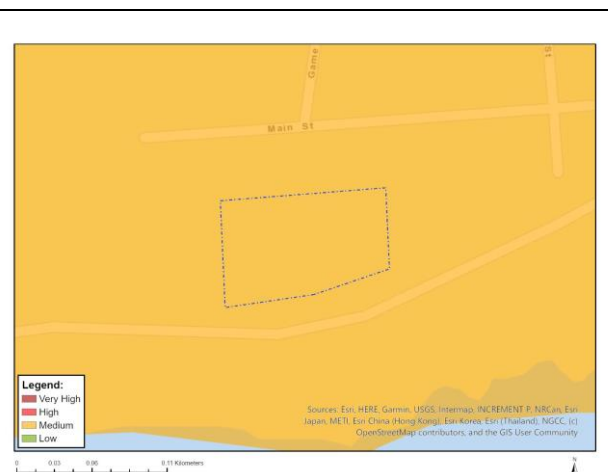 Game
St
Main St
Legend:
Very High
High
Medium
Low
Sources: Esri, HERE, Garmin, USGS, Intermap, INCREMENT P, NRCan, Esri
Japan, METI, Esri China (Hong Kong), Esri Korea, Esri (Thailand), NGCC, (c)
OpenStreetMap contributors, and the GIS User Community
0 0.03 0.06 0.11 Kilometers
N